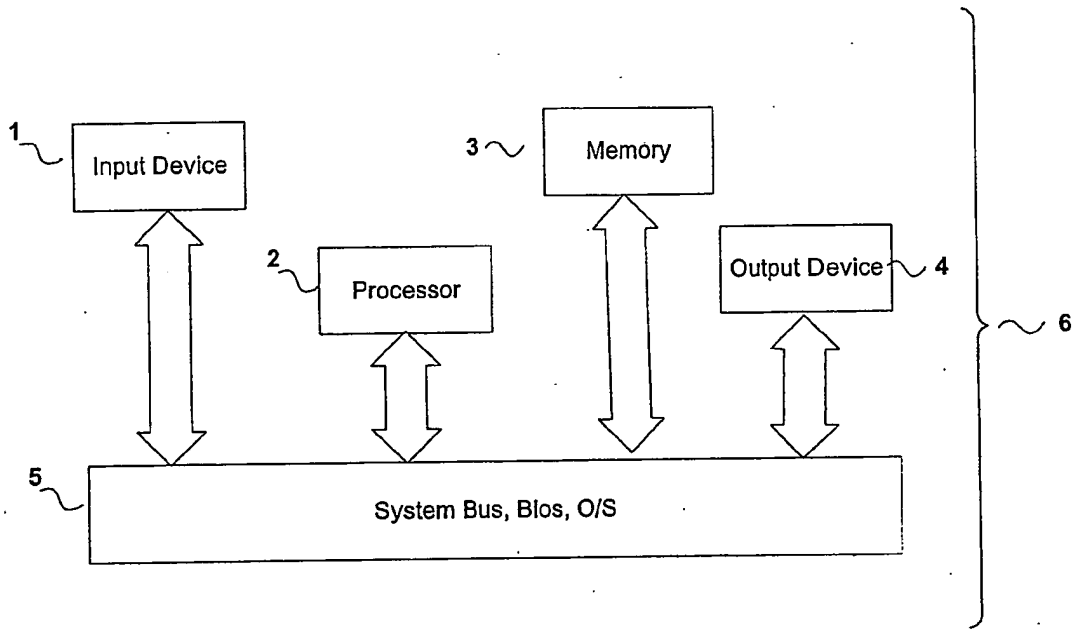 1
Input Device
3
Memory
2
Processor
Output Device
4
6
5
System Bus, Bios, O/S